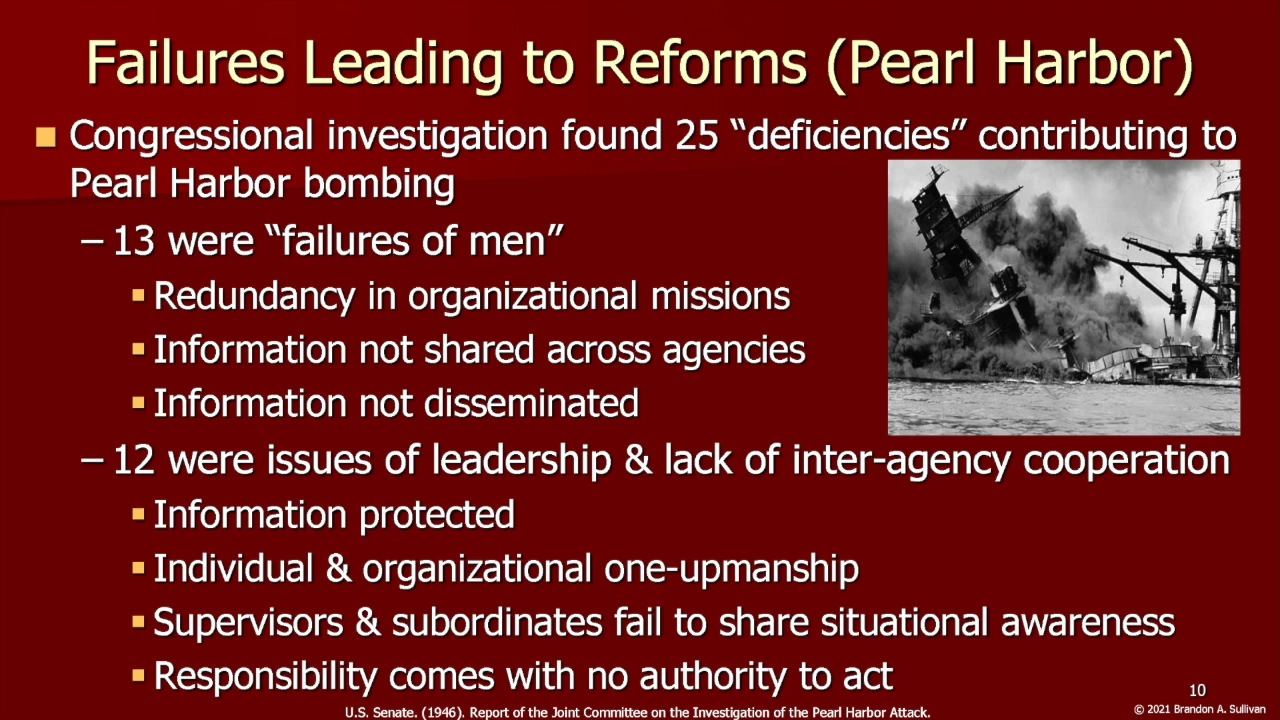 Failures Leading to Reforms (Pearl Harbor)
Congressional investigation found 25 “deficiencies” contributing to
Pearl Harbor bombing
– 13 were “failures of men”
Redundancy in organizational missions
Information not shared across agencies
Information not disseminated
– 12 were issues of leadership & lack of inter-agency cooperation
Information protected
Individual & organizational one-upmanship
Supervisors & subordinates fail to share situational awareness
Responsibility comes with no authority to act
10
U.S. Senate. (1946). Report of the Joint Committee on the Investigation of the Pearl Harbor Attack.
© 2021 Brandon A. Sullivan